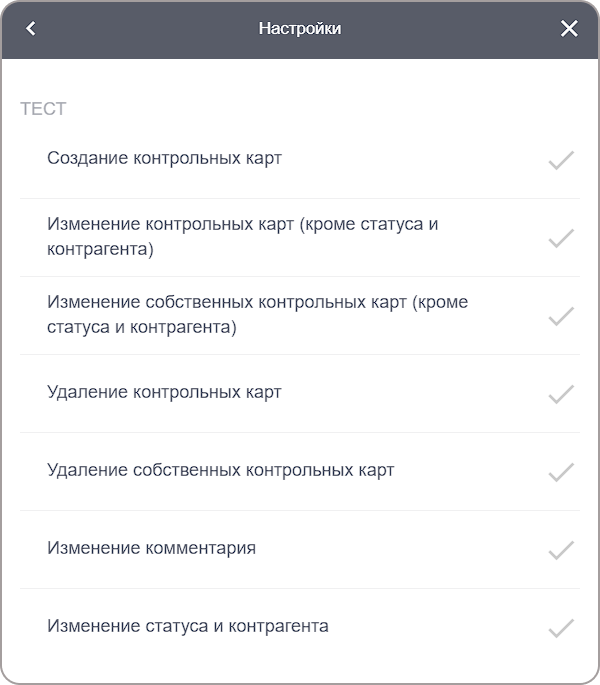 Настройки
ТЕСТ
Создание контрольных карт
Изменение контрольных карт (кроме статуса и
контрагента)
Изменение собственных контрольных карт (кроме
статуса и контрагента)
Удаление контрольных карт
Удаление собственных контрольных карт
Изменение комментария
Изменение статуса и контрагента